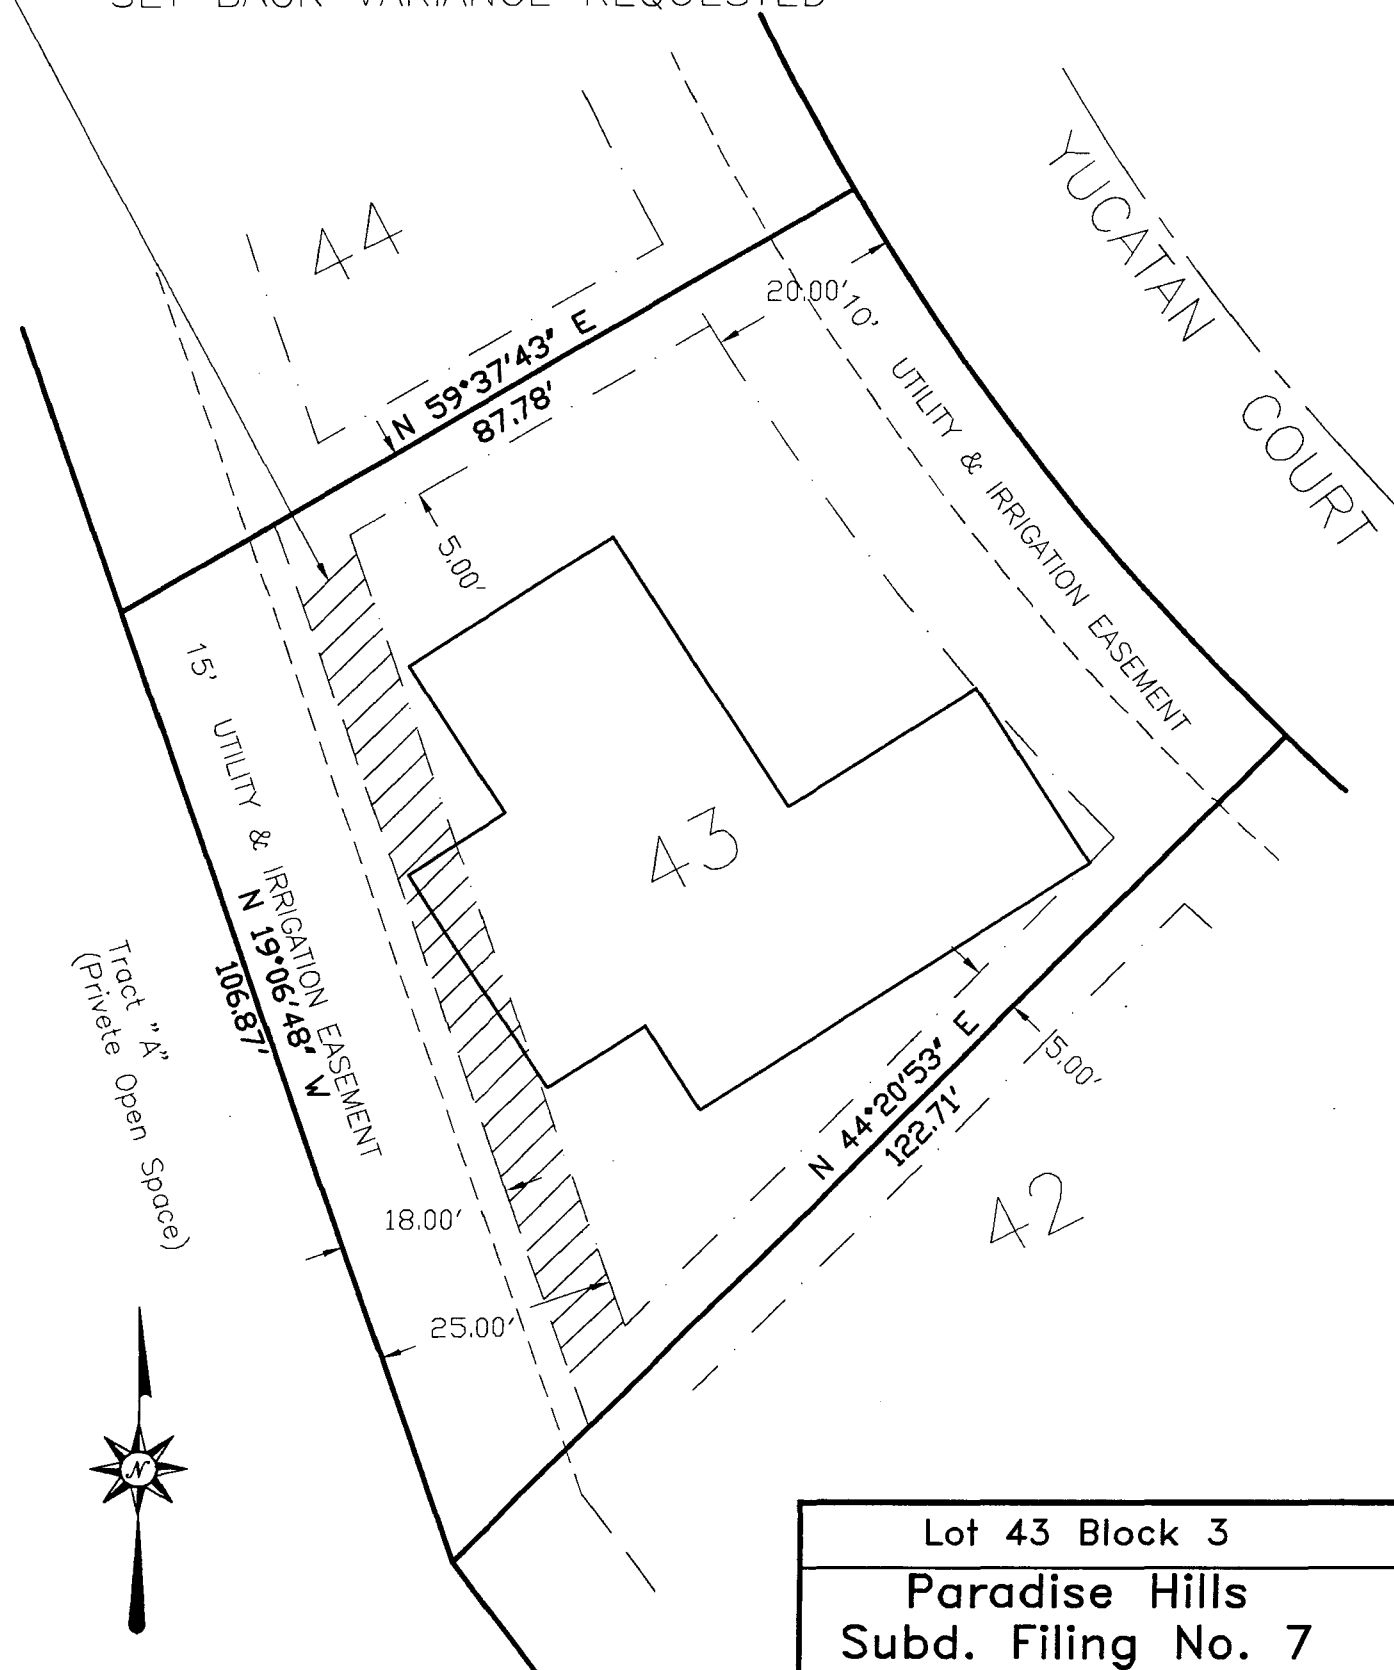 SET BACK VARIANCE REQUESTED
YUCATAN COURT
44
20.00'
10' UTILITY & IRRIGATION EASEMENT
N 59°37'43" E
87.78'
5.00'
15' UTILITY & IRRIGATION EASEMENT
43
N 19°06'48" W
106.87'
Tract "A"
(Privete Open Space)
N 44°20'53" E
122.71'
5.00'
42
18.00'
25.00'
N
Lot 43 Block 3
Paradise Hills
Subd. Filing No. 7